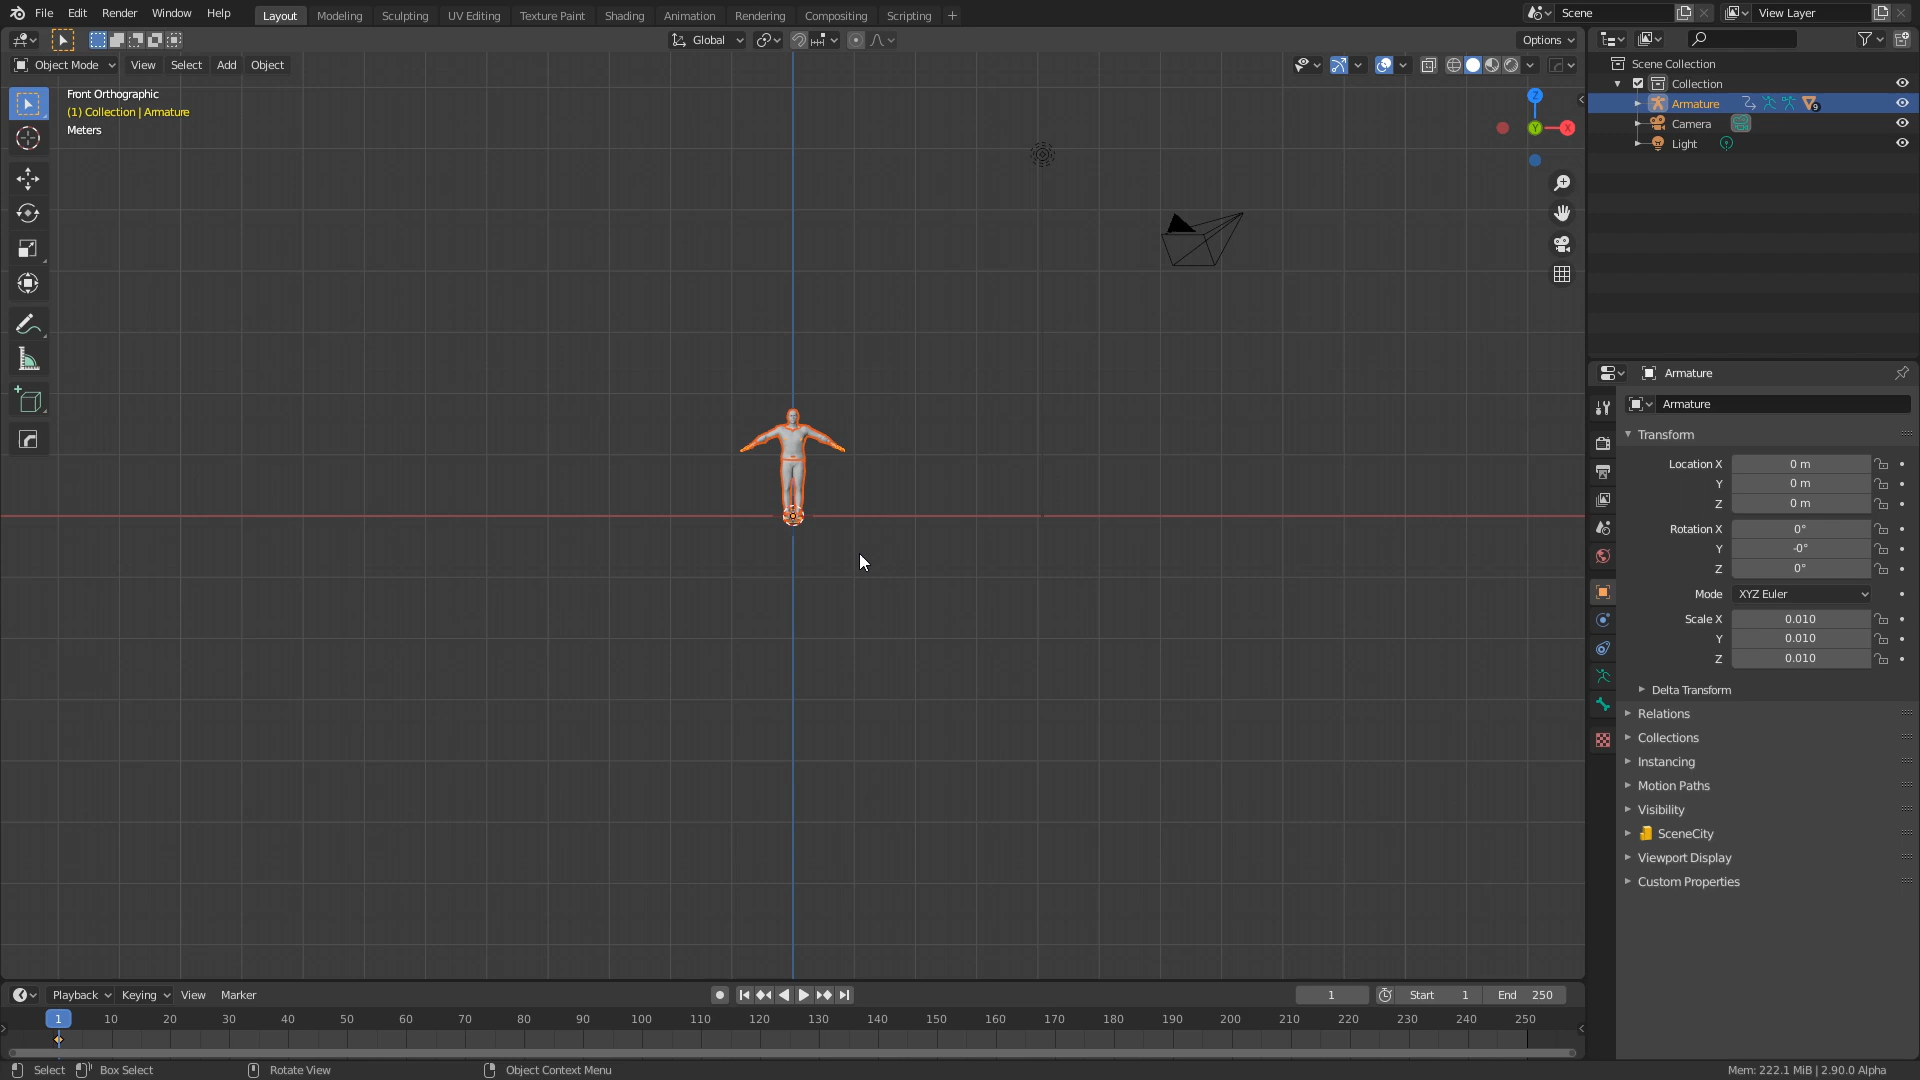 File Edit Render Window Help Layout Modeling Sculpting UV Editing Texture Paint Shading Animation Rendering Compositing Scripting + Scene View Layer
Global Options
Object Mode View Select Add Object
Front Orthographic
(1) Collection | Armature
Meters
Z
Y X
Scene Collection
Collection
Armature 9
Camera
Light
Armature
Armature
Transform
Location X 0 m
Y 0 m
Z 0 m
Rotation X 0°
Y -0°
Z 0°
Mode XYZ Euler
Scale X 0.010
Y 0.010
Z 0.010
Delta Transform
Relations
Collections
Instancing
Motion Paths
Visibility
SceneCity
Viewport Display
Custom Properties
Playback Keying View Marker 1 Start 1 End 250
1 10 20 30 40 50 60 70 80 90 100 110 120 130 140 150 160 170 180 190 200 210 220 230 240 250
Select Box Select Rotate View Object Context Menu Mem: 222.1 MiB | 2.90.0 Alpha